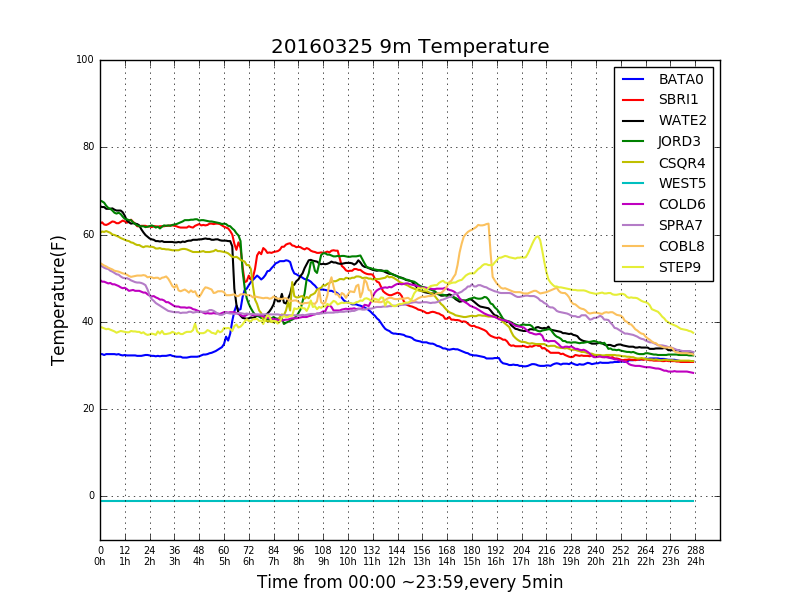 20160325 9m Temperature
100
80
60
40
20
0
Temperature(F)
BATA0
SBRI1
WATE2
JORD3
CSQR4
WEST5
COLD6
SPRA7
COBL8
STEP9
0 12 24 36 48 60 72 84 96 108 120 132 144 156 168 180 192 204 216 228 240 252 264 276 288
0h 1h 2h 3h 4h 5h 6h 7h 8h 9h 10h 11h 12h 13h 14h 15h 16h 17h 18h 19h 20h 21h 22h 23h 24h
Time from 00:00 ~23:59,every 5min